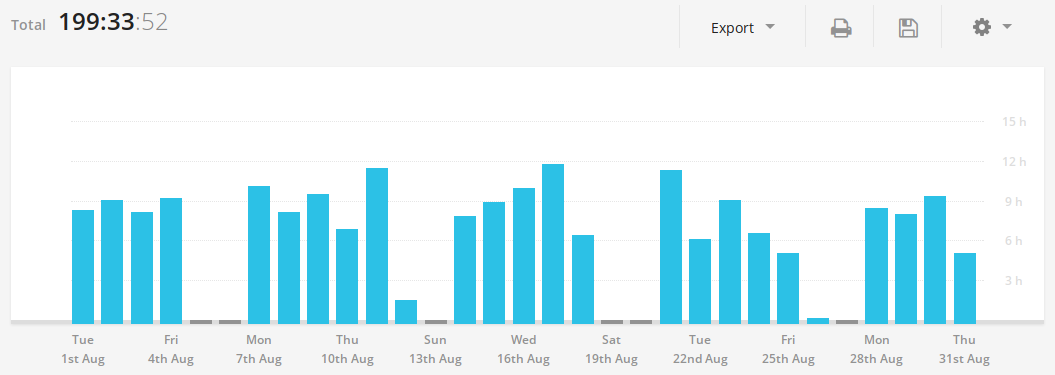 Total 199:33:52
Export
15 h
12 h
9 h
6 h
3 h
Tue Fri Mon Thu Sun Wed Sat Tue Fri Mon Thu
1st Aug 4th Aug 7th Aug 10th Aug 13th Aug 16th Aug 19th Aug 22nd Aug 25th Aug 28th Aug 31st Aug